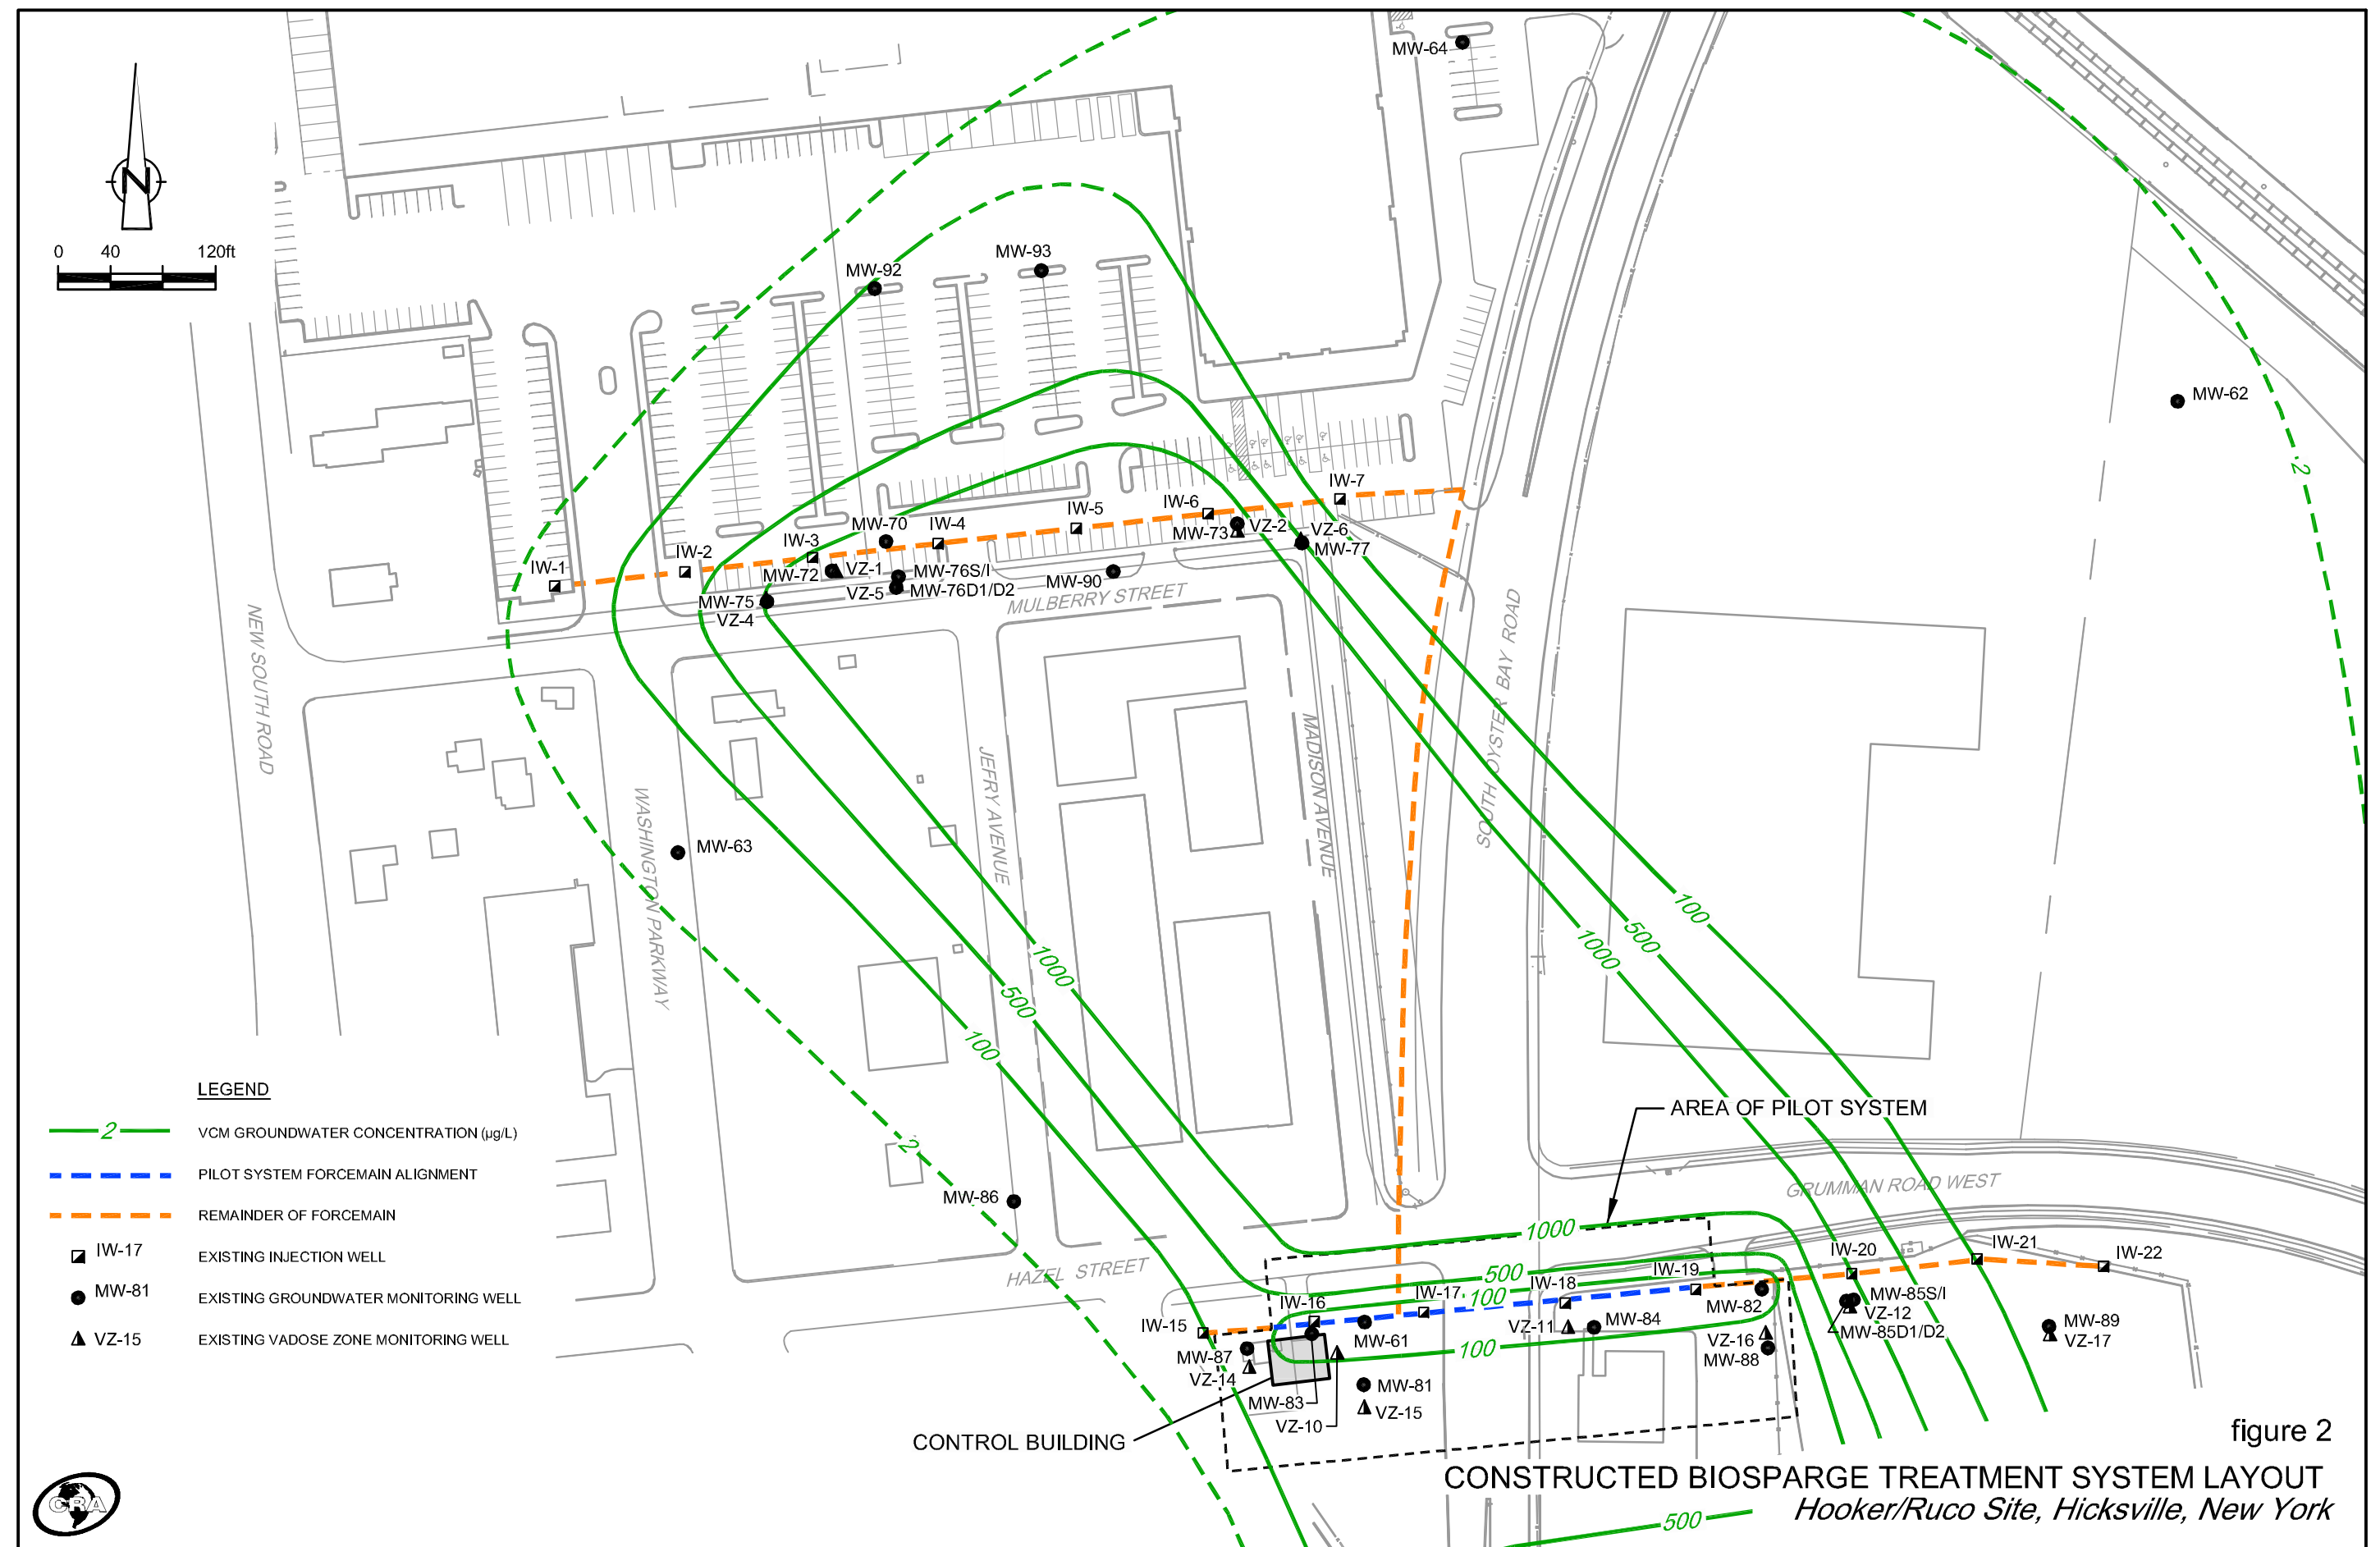 MW-64
N
0 40 120ft
MW-93
MW-92
MW-62
2
IW-7
IW-6
IW-5
MW-70
IW-4
VZ-2
VZ-6
MW-73
MW-77
IW-3
IW-2
IW-1
MW-72
VZ-1
MW-76S/I
MW-90
VZ-5
MW-76D1/D2
MW-75
VZ-4
MULBERRY STREET
NEW SOUTH ROAD
SOUTH OYSTER BAY ROAD
MADISON AVENUE
JEFRY AVENUE
WASHINGTON PARKWAY
MW-63
100
500
1000
1000
500
100
2
AREA OF PILOT SYSTEM
GRUMMAN ROAD WEST
MW-86
HAZEL STREET
1000
500
100
100
IW-20
IW-21
IW-22
IW-19
IW-18
IW-17
IW-16
IW-15
MW-82
MW-85S/I
VZ-12
MW-85D1/D2
MW-89
VZ-17
MW-84
VZ-11
VZ-16
MW-88
MW-61
MW-87
VZ-14
MW-81
VZ-15
MW-83
VZ-10
CONTROL BUILDING
LEGEND
2 VCM GROUNDWATER CONCENTRATION (µg/L)
PILOT SYSTEM FORCEMAIN ALIGNMENT
REMAINDER OF FORCEMAIN
IW-17 EXISTING INJECTION WELL
MW-81 EXISTING GROUNDWATER MONITORING WELL
VZ-15 EXISTING VADOSE ZONE MONITORING WELL
figure 2
CONSTRUCTED BIOSPARGE TREATMENT SYSTEM LAYOUT
Hooker/Ruco Site, Hicksville, New York
500
CRA